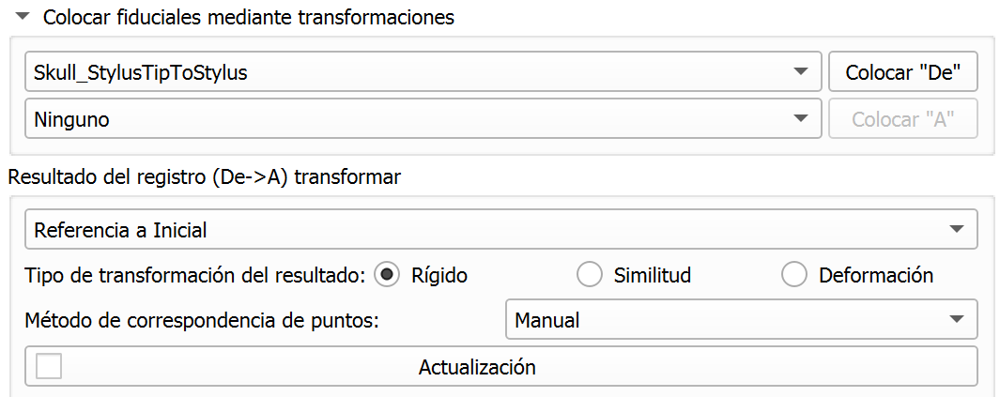 Colocar fiduciales mediante transformaciones
Skull_StylusTipToStylus
Colocar "De"
Ninguno
Colocar "A"
Resultado del registro (De->A) transformar
Referencia a Inicial
Tipo de transformación del resultado: Rígido Similitud Deformación
Método de correspondencia de puntos: Manual
Actualización